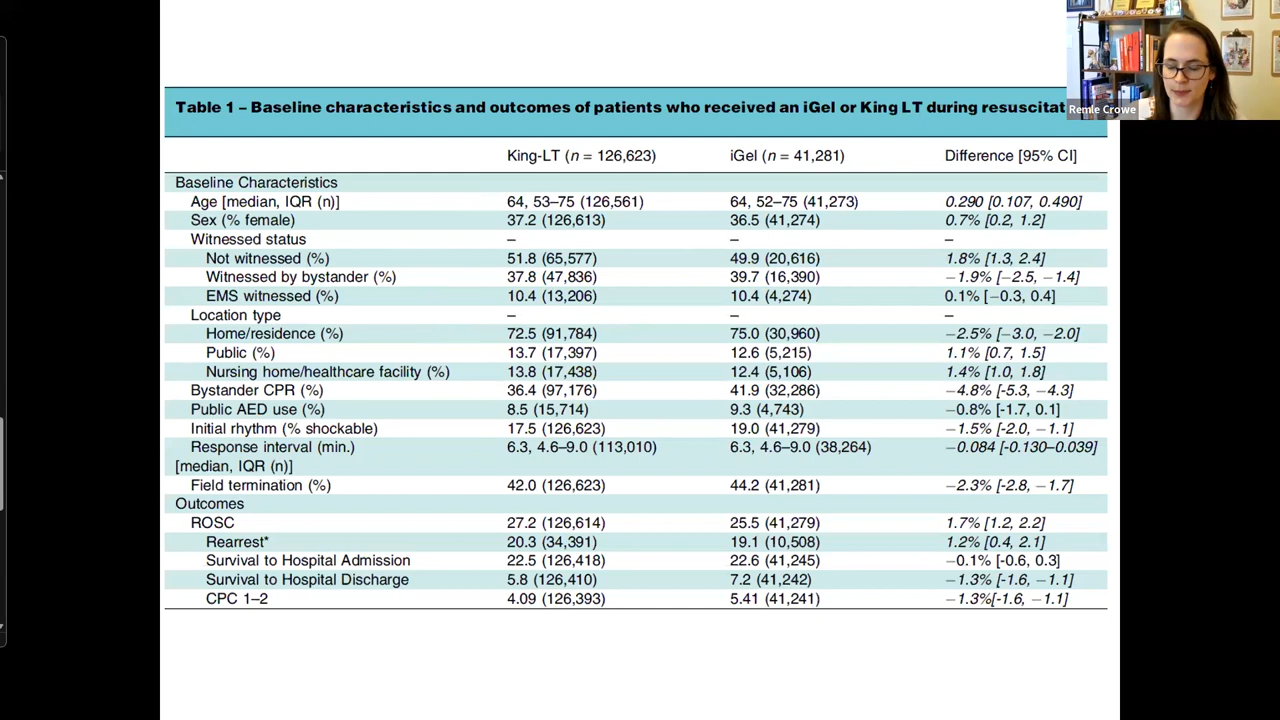 Remle Crowe
Table 1 – Baseline characteristics and outcomes of patients who received an iGel or King LT during resuscitat
King-LT (n = 126,623) iGel (n = 41,281) Difference [95% CI]
Baseline Characteristics
Age [median, IQR (n)] 64, 53–75 (126,561) 64, 52–75 (41,273) 0.290 [0.107, 0.490]
Sex (% female) 37.2 (126,613) 36.5 (41,274) 0.7% [0.2, 1.2]
Witnessed status – – –
Not witnessed (%) 51.8 (65,577) 49.9 (20,616) 1.8% [1.3, 2.4]
Witnessed by bystander (%) 37.8 (47,836) 39.7 (16,390) −1.9% [−2.5, −1.4]
EMS witnessed (%) 10.4 (13,206) 10.4 (4,274) 0.1% [−0.3, 0.4]
Location type – – –
Home/residence (%) 72.5 (91,784) 75.0 (30,960) −2.5% [−3.0, −2.0]
Public (%) 13.7 (17,397) 12.6 (5,215) 1.1% [0.7, 1.5]
Nursing home/healthcare facility (%) 13.8 (17,438) 12.4 (5,106) 1.4% [1.0, 1.8]
Bystander CPR (%) 36.4 (97,176) 41.9 (32,286) −4.8% [-5.3, −4.3]
Public AED use (%) 8.5 (15,714) 9.3 (4,743) −0.8% [-1.7, 0.1]
Initial rhythm (% shockable) 17.5 (126,623) 19.0 (41,279) −1.5% [-2.0, −1.1]
Response interval (min.) 6.3, 4.6–9.0 (113,010) 6.3, 4.6–9.0 (38,264) −0.084 [-0.130–0.039]
[median, IQR (n)]
Field termination (%) 42.0 (126,623) 44.2 (41,281) −2.3% [-2.8, −1.7]
Outcomes
ROSC 27.2 (126,614) 25.5 (41,279) 1.7% [1.2, 2.2]
Rearrest* 20.3 (34,391) 19.1 (10,508) 1.2% [0.4, 2.1]
Survival to Hospital Admission 22.5 (126,418) 22.6 (41,245) −0.1% [-0.6, 0.3]
Survival to Hospital Discharge 5.8 (126,410) 7.2 (41,242) −1.3% [-1.6, −1.1]
CPC 1–2 4.09 (126,393) 5.41 (41,241) −1.3%[-1.6, −1.1]